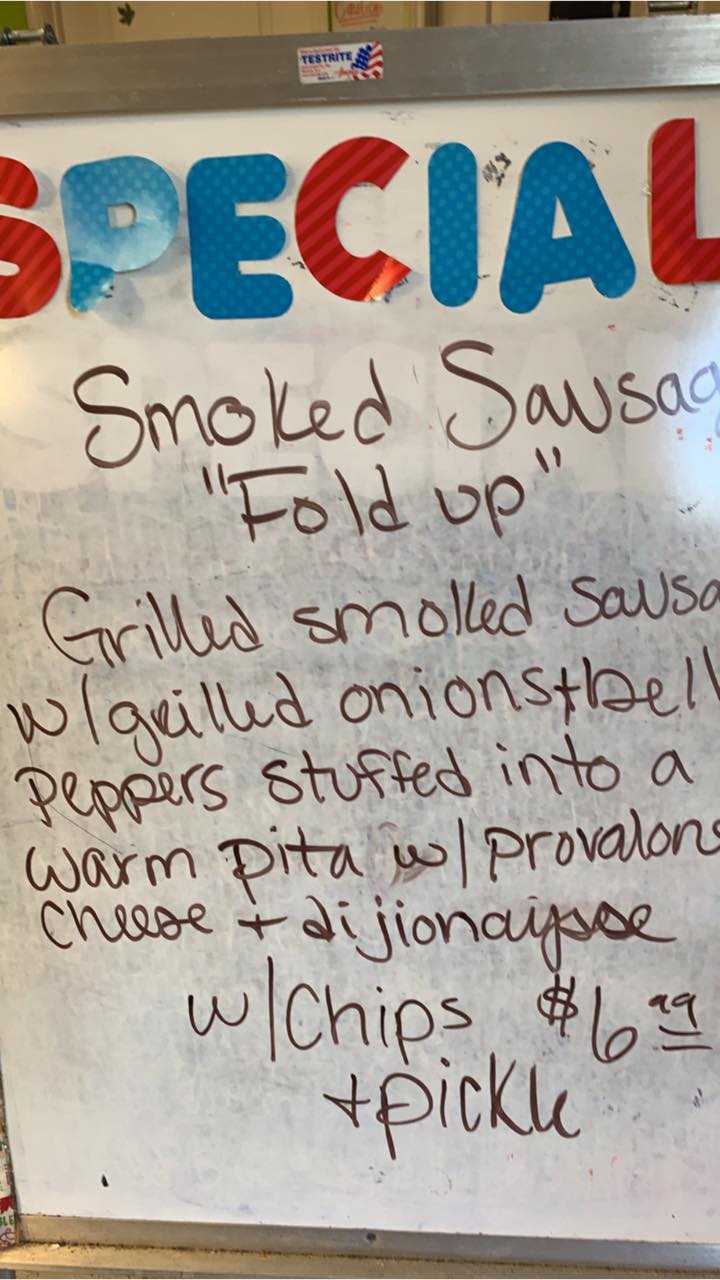 TESTRITE
SPECIAL
Smoked Sausag
"Fold up"
Grilled smoked sausa
w/grilled onions+bell
Peppers stuffed into a
warm pita w/ provalone
cheese + dijionaysoe
w/Chips $6 99
+pickle